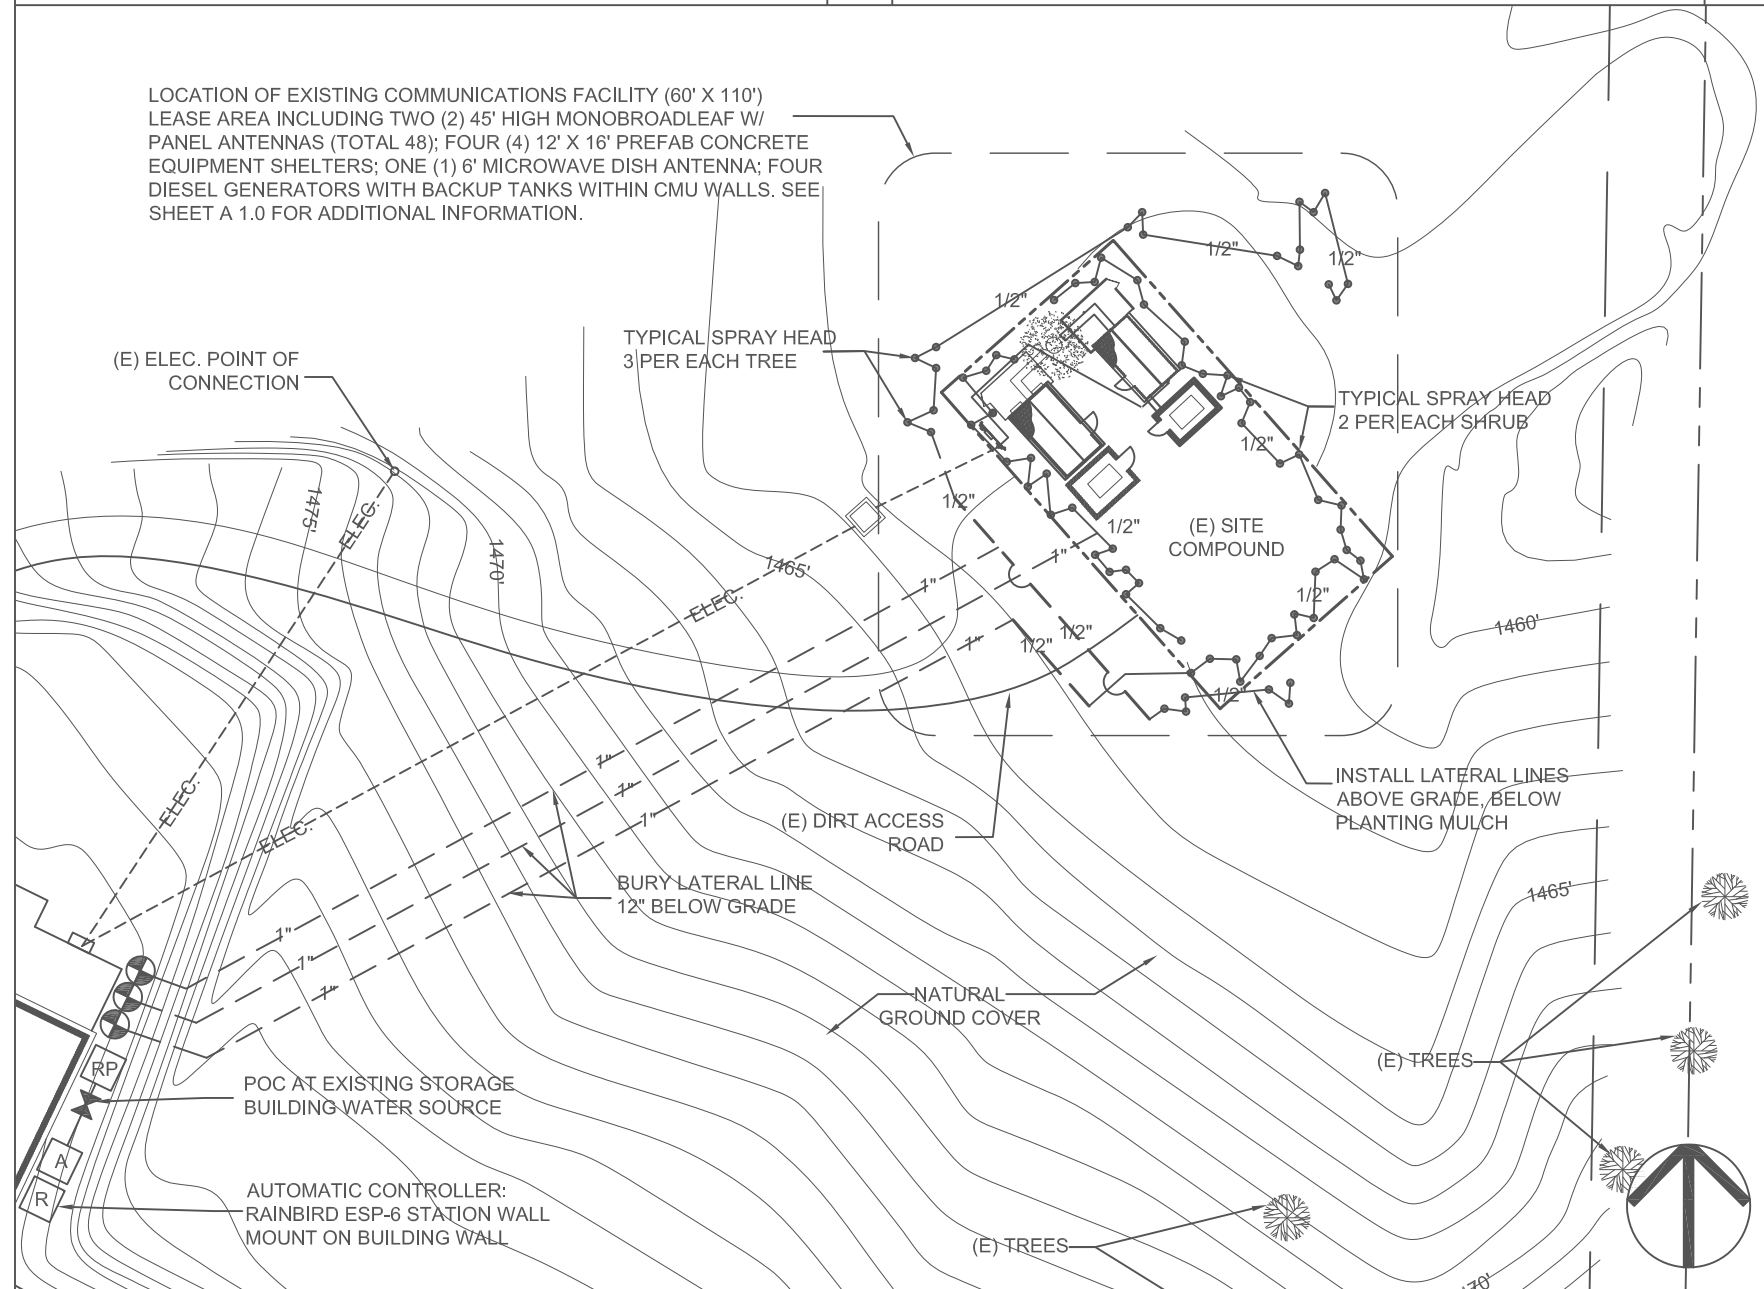 LOCATION OF EXISTING COMMUNICATIONS FACILITY (60' X 110')
LEASE AREA INCLUDING TWO (2) 45' HIGH MONOBROADLEAF W/
PANEL ANTENNAS (TOTAL 48); FOUR (4) 12' X 16' PREFAB CONCRETE
EQUIPMENT SHELTERS; ONE (1) 6' MICROWAVE DISH ANTENNA; FOUR
DIESEL GENERATORS WITH BACKUP TANKS WITHIN CMU WALLS. SEE
SHEET A 1.0 FOR ADDITIONAL INFORMATION.
1/2"
1/2"
1/2"
TYPICAL SPRAY HEAD
3 PER EACH TREE
(E) ELEC. POINT OF
CONNECTION
TYPICAL SPRAY HEAD
2 PER EACH SHRUB
1/2"
1475'
ELEC.
1/2"
1/2"
(E) SITE
COMPOUND
1470'
1465'
1"
1"
ELEC.
1/2"
1460'
1"
1/2"
1/2"
1/2"
1"
1"
1"
INSTALL LATERAL LINES
ABOVE GRADE, BELOW
PLANTING MULCH
ELEC.
ELEC.
(E) DIRT ACCESS
ROAD
BURY LATERAL LINE
12" BELOW GRADE
1465'
1"
1"
1"
NATURAL
GROUND COVER
(E) TREES
RP
POC AT EXISTING STORAGE
BUILDING WATER SOURCE
A
R
AUTOMATIC CONTROLLER:
RAINBIRD ESP-6 STATION WALL
MOUNT ON BUILDING WALL
(E) TREES